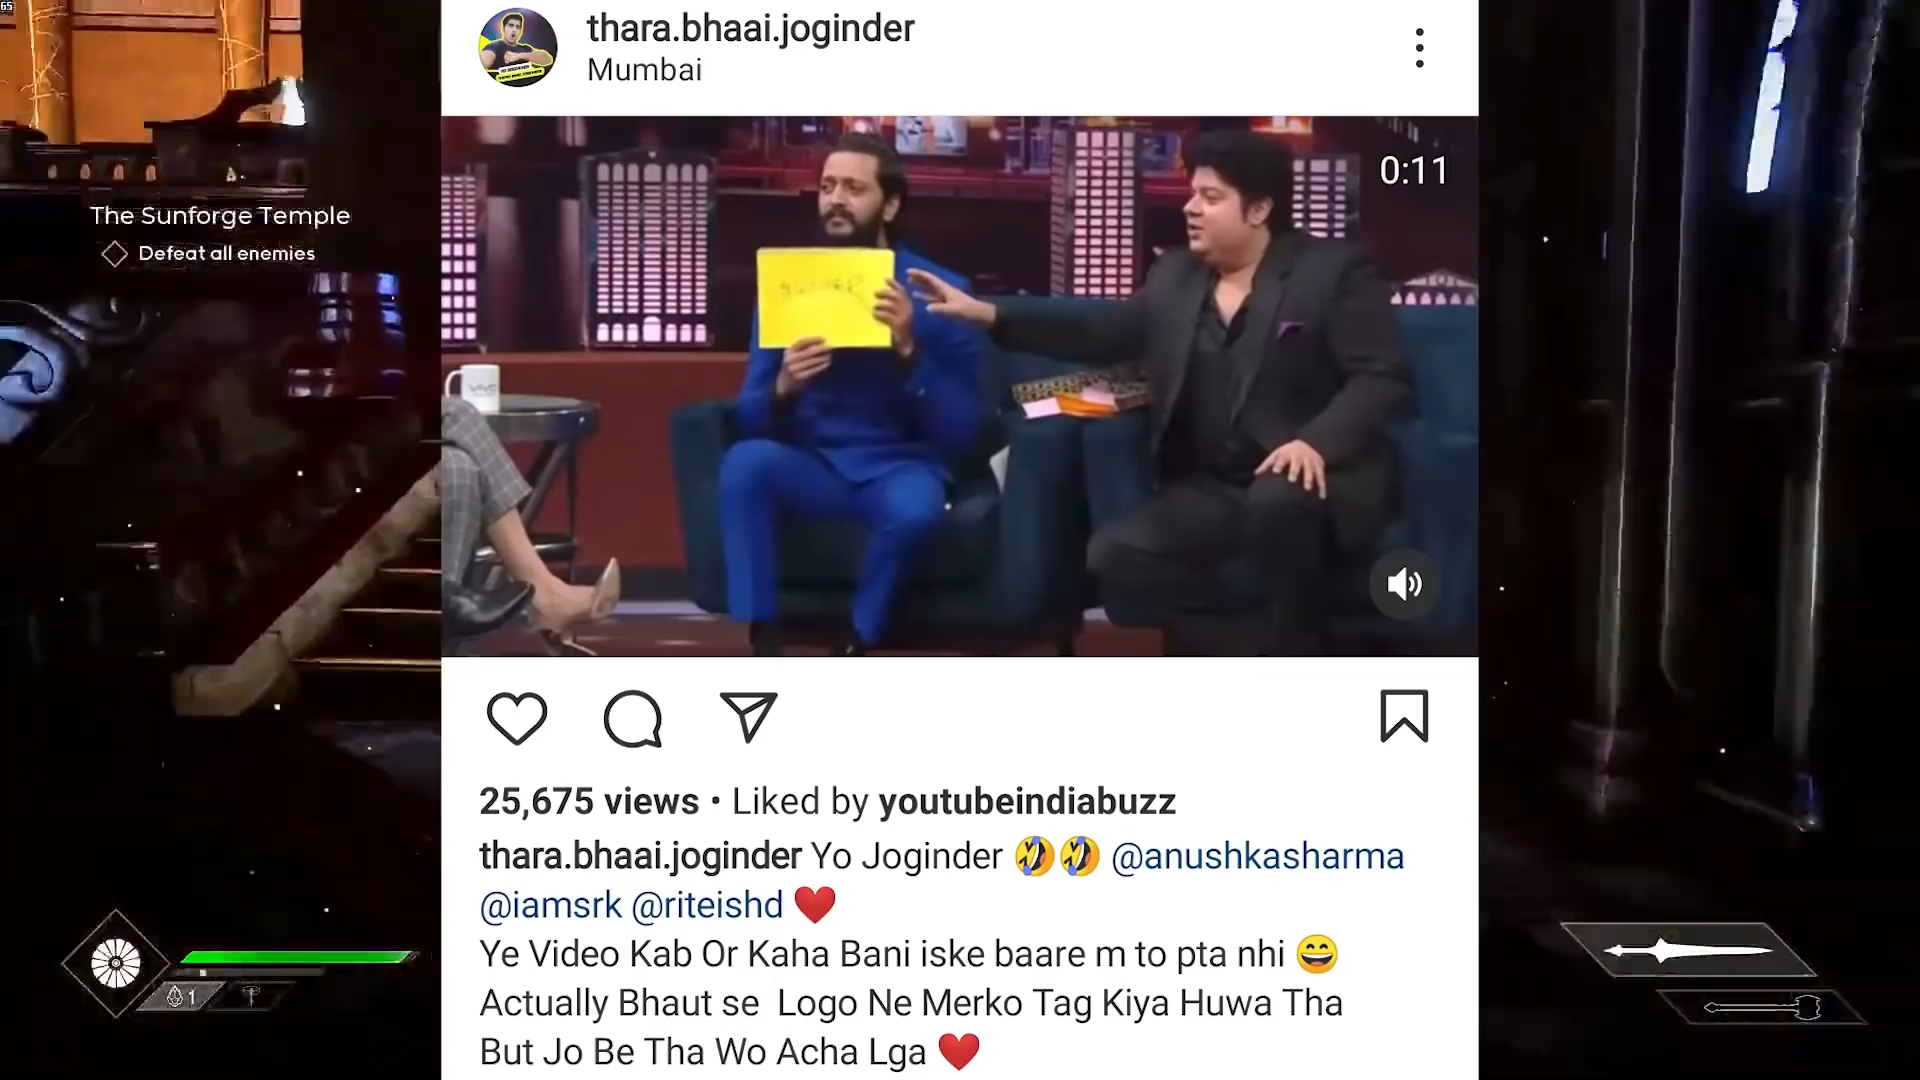 65
thara.bhaai.joginder
Mumbai
0:11
The Sunforge Temple
Defeat all enemies
vivo
25,675 views • Liked by youtubeindiabuzz
thara.bhaai.joginder Yo Joginder 🤣🤣 @anushkasharma
@iamsrk @riteishd ❤️
Ye Video Kab Or Kaha Bani iske baare m to pta nhi 😄
Actually Bhaut se Logo Ne Merko Tag Kiya Huwa Tha
But Jo Be Tha Wo Acha Lga ❤️
1